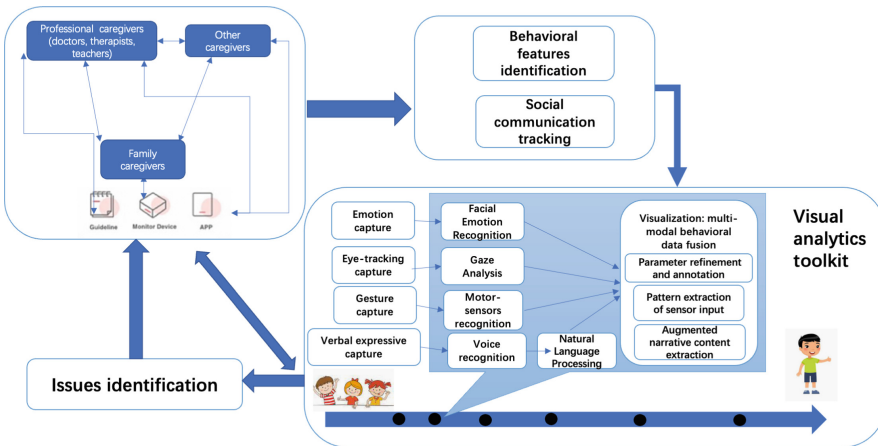 Professional caregivers
(doctors, therapists,
teachers)
Other
caregivers
Family
caregivers
Guideline
Monitor Device
APP
Behavioral
features
identification
Social
communication
tracking
Emotion
capture
Facial
Emotion
Recognition
Eye-tracking
capture
Gaze
Analysis
Gesture
capture
Motor-
sensors
recognition
Verbal expressive
capture
Voice
recognition
Natural
Language
Processing
Visualization: multi-
modal behavioral
data fusion
Parameter refinement
and annotation
Pattern extraction
of sensor input
Augmented
narrative content
extraction
Visual
analytics
toolkit
Issues identification